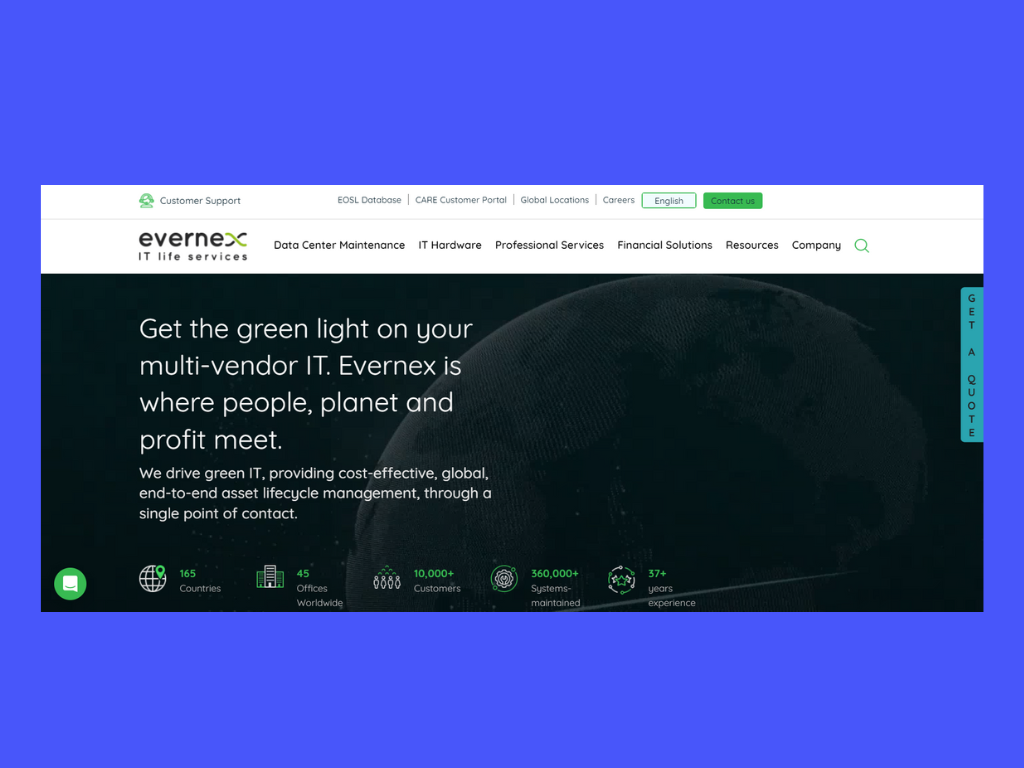 Customer Support
EOSL Database
CARE Customer Portal
Global Locations
Careers
English
Contact us
evernex
IT life services
Data Center Maintenance
IT Hardware
Professional Services
Financial Solutions
Resources
Company
Get the green light on your
multi-vendor IT. Evernex is
where people, planet and
profit meet.
We drive green IT, providing cost-effective, global,
end-to-end asset lifecycle management, through a
single point of contact.
165
Countries
45
Offices
Worldwide
10,000+
Customers
360,000+
Systems-
maintained
37+
years
experience
GET A QUOTE